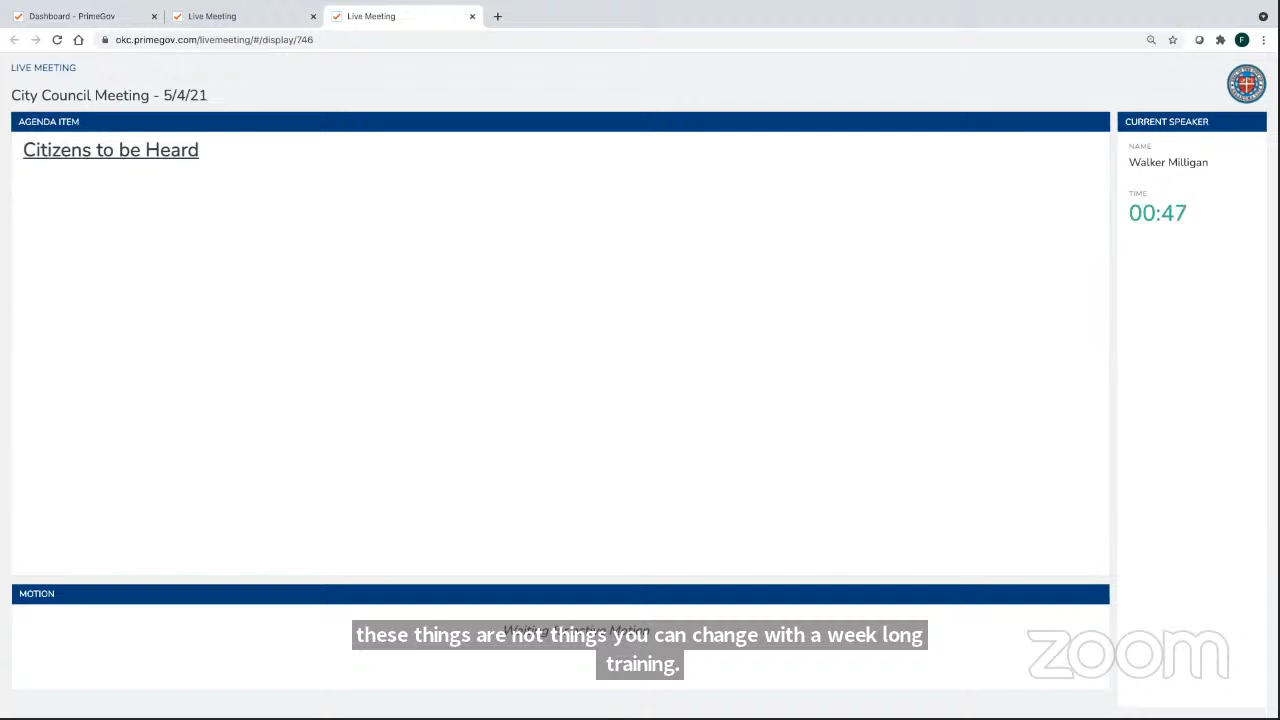 Dashboard - PrimeGov
Live Meeting
Live Meeting
okc.primegov.com/livemeeting/#/display/746
F
LIVE MEETING
City Council Meeting - 5/4/21
AGENDA ITEM
Citizens to be Heard
CURRENT SPEAKER
NAME
Walker Milligan
TIME
00:47
MOTION
Motion
these things are not things you can change with a week long
training.
zoom